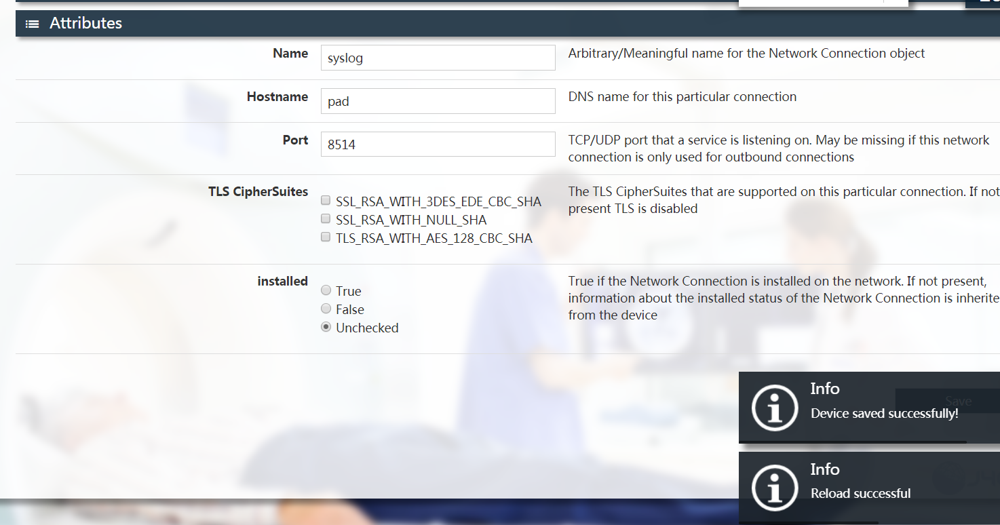 Attributes
Name
syslog
Arbitrary/Meaningful name for the Network Connection object
Hostname
pad
DNS name for this particular connection
Port
8514
TCP/UDP port that a service is listening on. May be missing if this network
connection is only used for outbound connections
TLS CipherSuites
SSL_RSA_WITH_3DES_EDE_CBC_SHA
SSL_RSA_WITH_NULL_SHA
TLS_RSA_WITH_AES_128_CBC_SHA
The TLS CipherSuites that are supported on this particular connection. If not
present TLS is disabled
installed
True
False
Unchecked
True if the Network Connection is installed on the network. If not present,
information about the installed status of the Network Connection is inherite
from the device
Info
Save
Device saved successfully!
Info
Reload successful